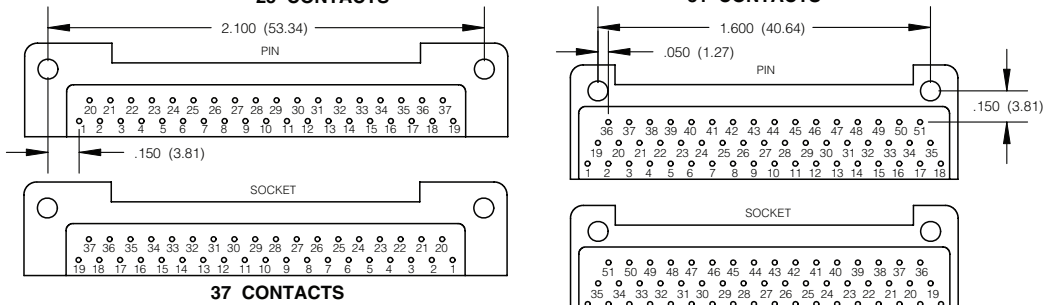 2.100 (53.34)
PIN
20 21 22 23 24 25 26 27 28 29 30 31 32 33 34 35 36 37
1 2 3 4 5 6 7 8 9 10 11 12 13 14 15 16 17 18 19
.150 (3.81)
SOCKET
37 36 35 34 33 32 31 30 29 28 27 26 25 24 23 22 21 20
19 18 17 16 15 14 13 12 11 10 9 8 7 6 5 4 3 2 1
37 CONTACTS
1.600 (40.64)
.050 (1.27)
PIN
.150 (3.81)
36 37 38 39 40 41 42 43 44 45 46 47 48 49 50 51
19 20 21 22 23 24 25 26 27 28 29 30 31 32 33 34 35
1 2 3 4 5 6 7 8 9 10 11 12 13 14 15 16 17 18
SOCKET
51 50 49 48 47 46 45 44 43 42 41 40 39 38 37 36
35 34 33 32 31 30 29 28 27 26 25 24 23 22 21 20 19